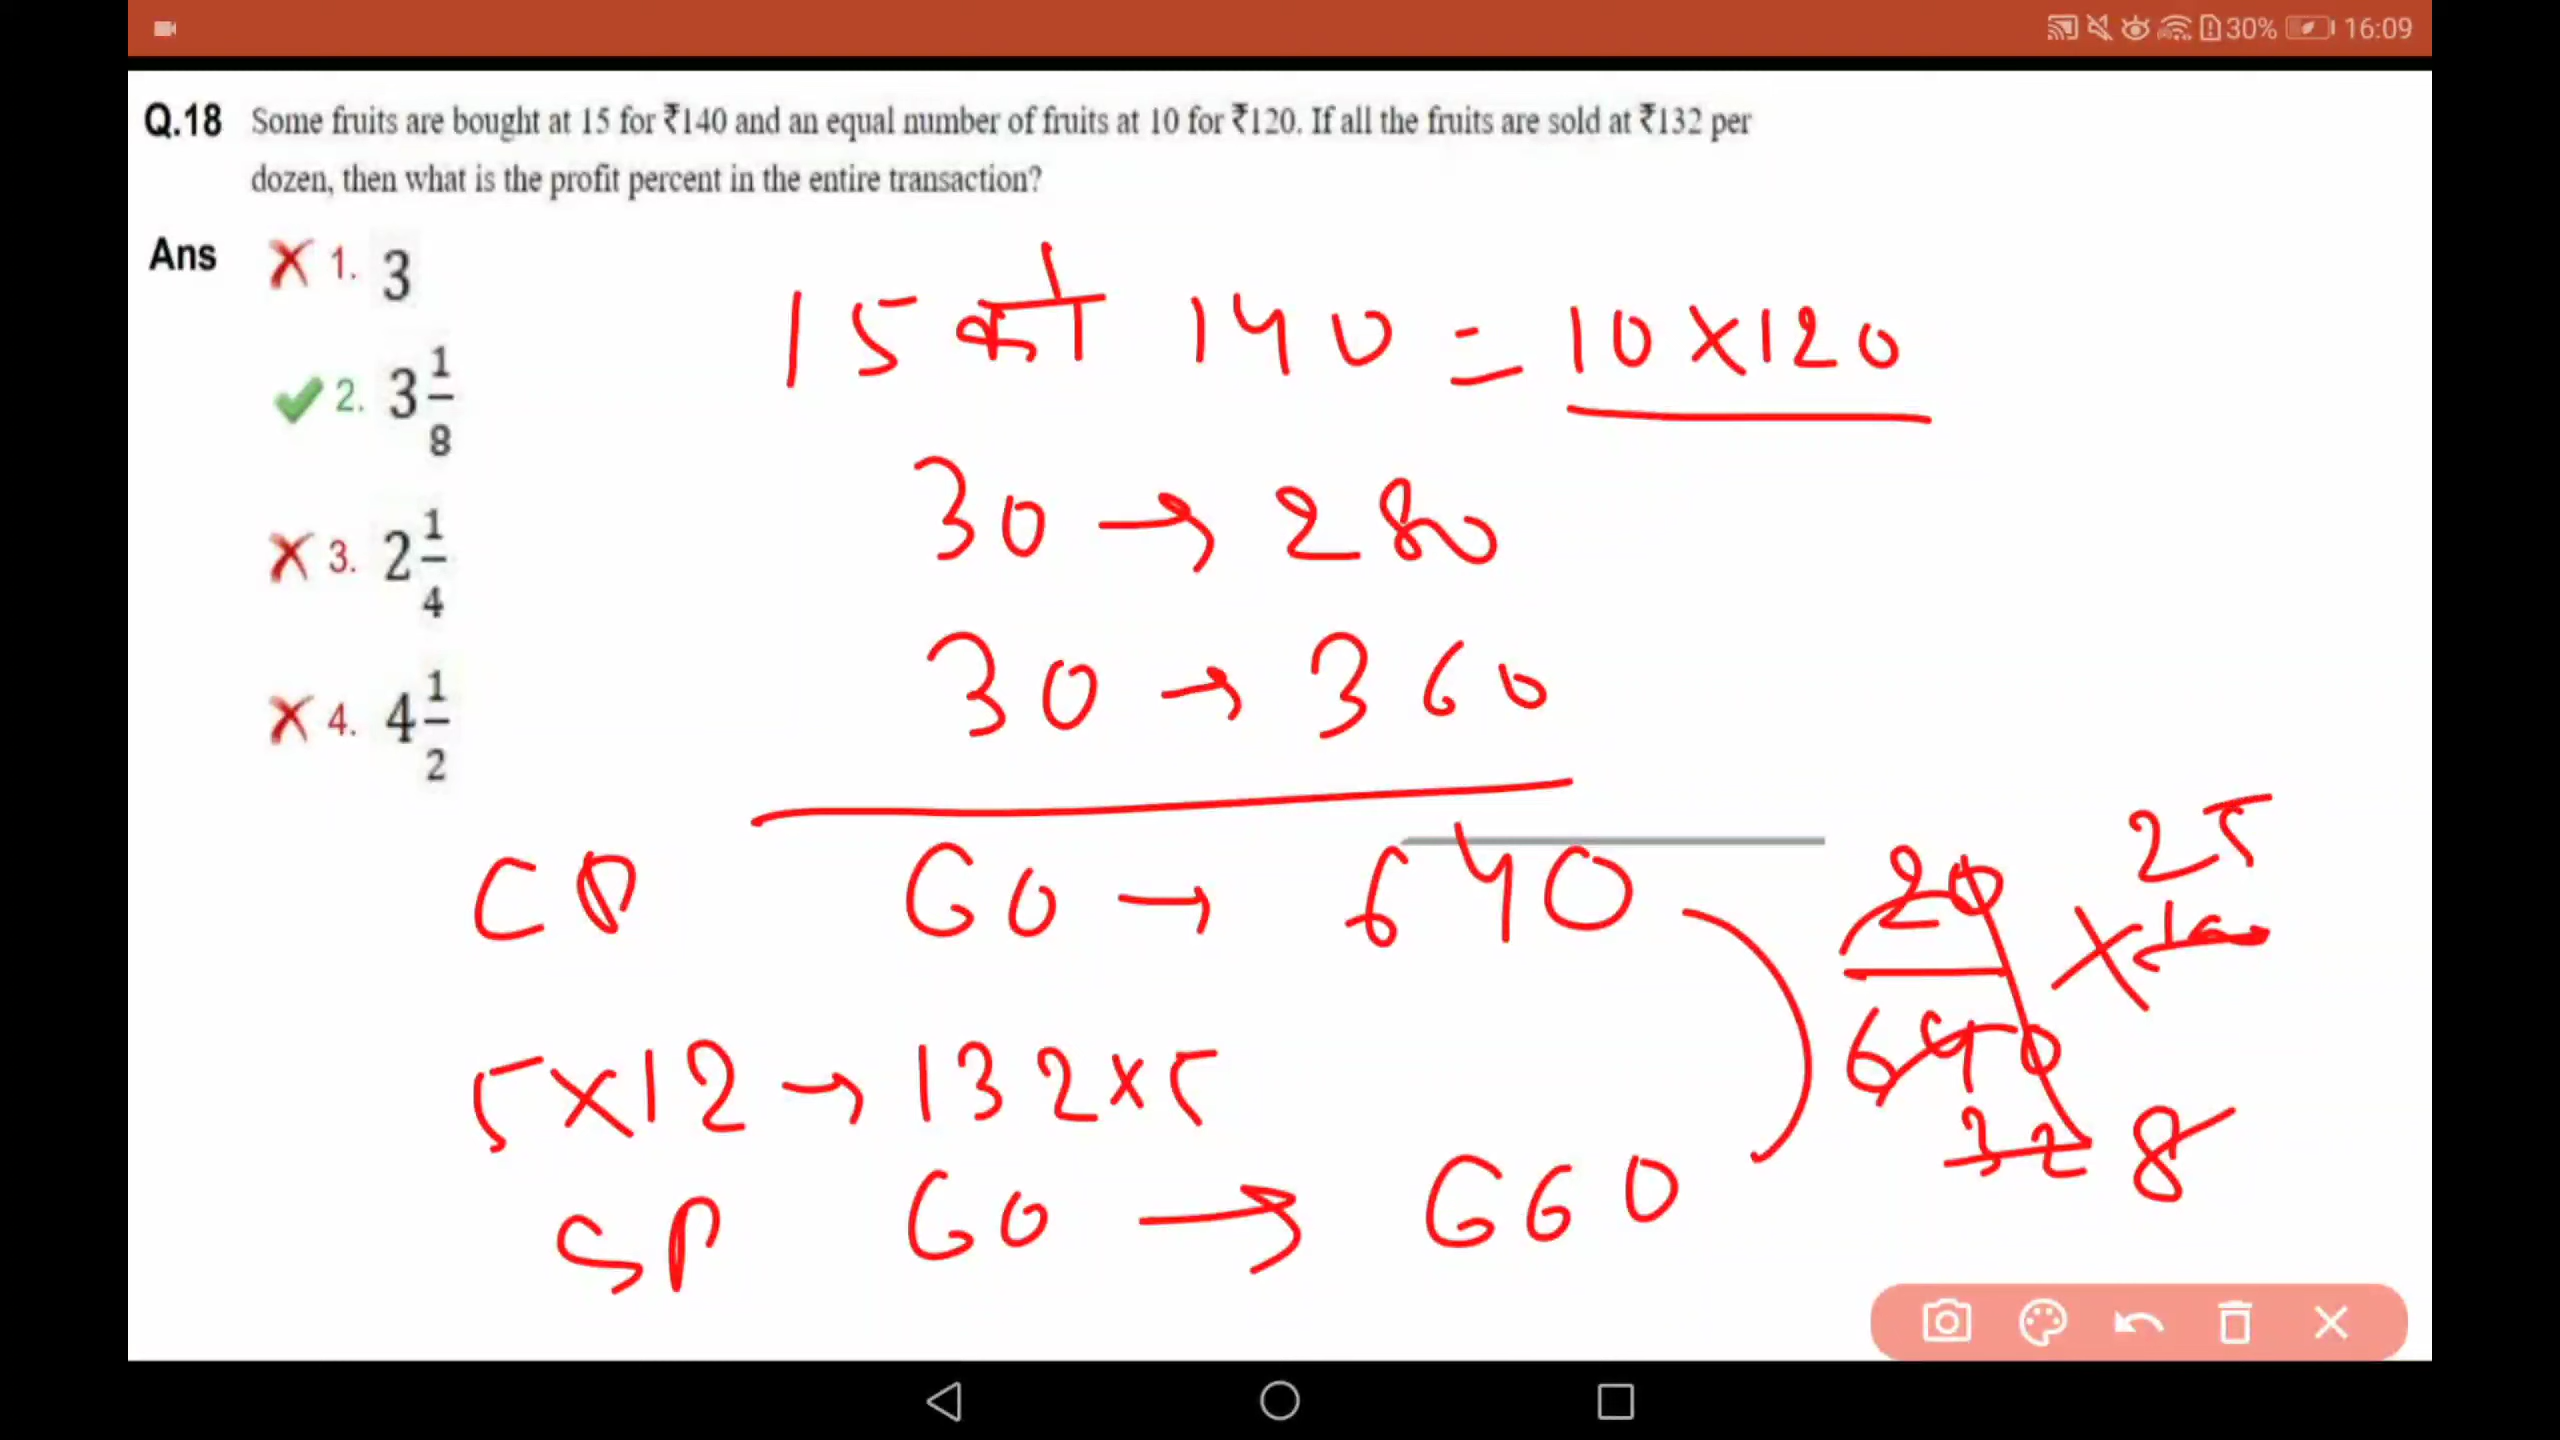 30% 16:09
Q.18 Some fruits are bought at 15 for ₹140 and an equal number of fruits at 10 for ₹120. If all the fruits are sold at ₹132 per
dozen, then what is the profit percent in the entire transaction?
Ans
1. 3
2. 3 1/8
3. 2 1/4
4. 4 1/2
15 का 140 = 10 × 120
30 → 280
30 → 360
CP 60 → 640
5×12 → 132×5
SP 60 → 660
20
640
25
×
32 8